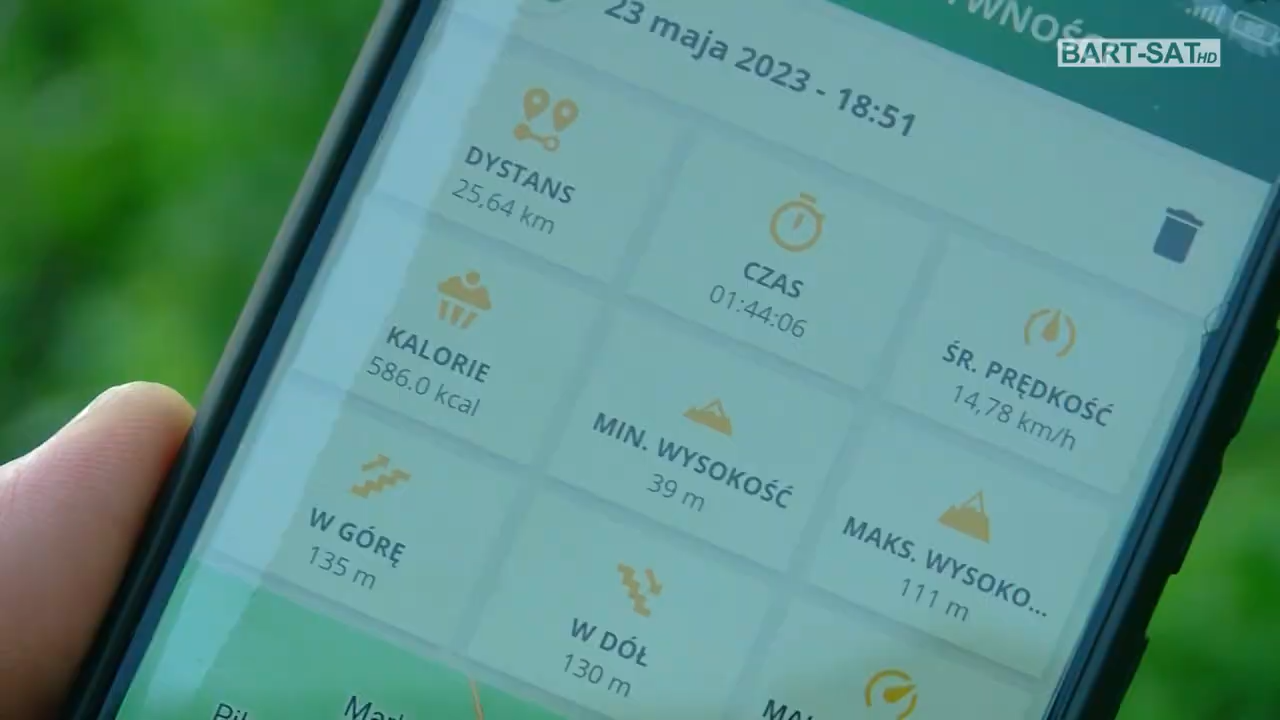 BART-SAT HD
23 maja 2023 - 18:51
DYSTANS
25,64 km
CZAS
01:44:06
ŚR. PRĘDKOŚĆ
14,78 km/h
KALORIE
586.0 kcal
MIN. WYSOKOŚĆ
39 m
MAKS. WYSOKO...
111 m
W GÓRĘ
135 m
W DÓŁ
130 m